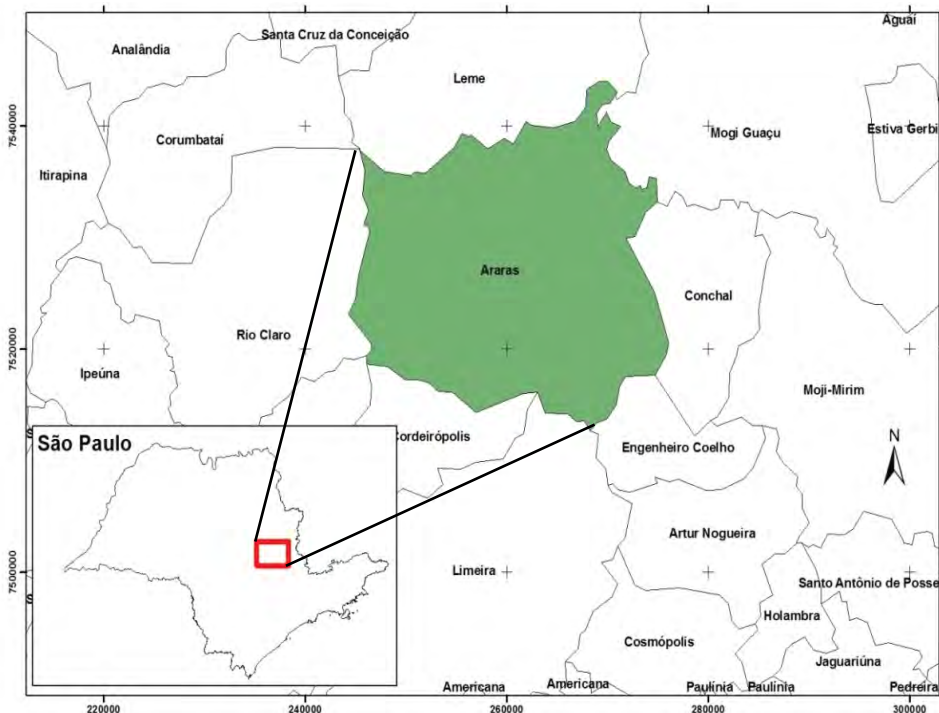 Aguaí
Santa Cruz da Conceição
Analândia
Leme
Corumbataí
Mogi Guaçu
Estiva Gerbi
Itirapina
Araras
Conchal
Rio Claro
Ipeúna
Moji-Mirim
São Paulo
Cordeirópolis
Engenheiro Coelho
N
Artur Nogueira
Limeira
Santo Antônio de Posse
Holambra
Cosmópolis
Jaguariúna
Americana
Americana
Paulínia
Paulínia
Pedreira
7540000
7520000
7500000
220000
240000
260000
280000
300000